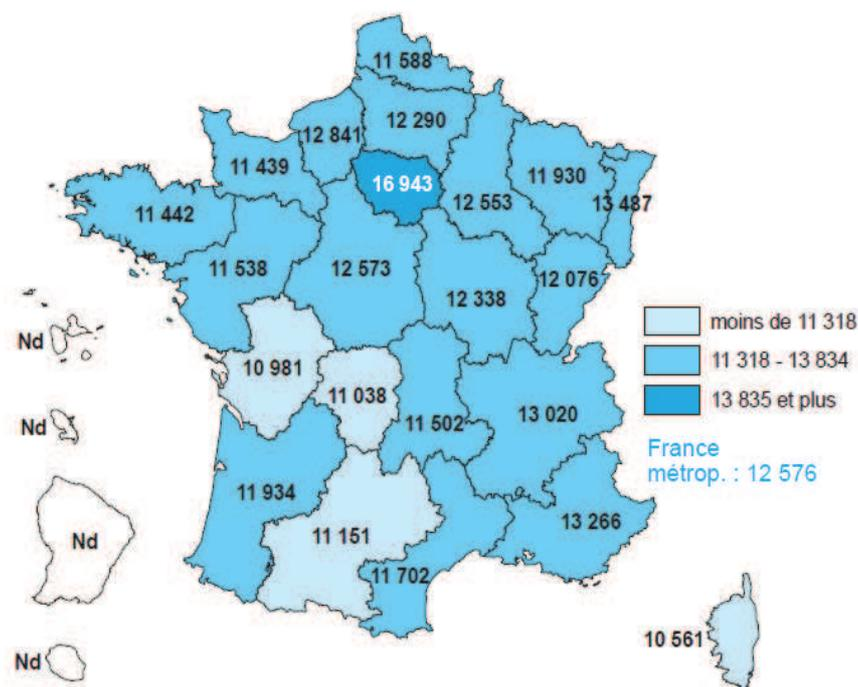 11 588
12 290
12 841
11 439
16 943
11 930
12 553
13 487
11 442
11 538
12 573
12 076
12 338
moins de 11 318
Nd
11 318 - 13 834
10 981
11 038
13 835 et plus
13 020
11 502
Nd
France
métrop. : 12 576
11 934
13 266
11 151
Nd
11 702
10 561
Nd